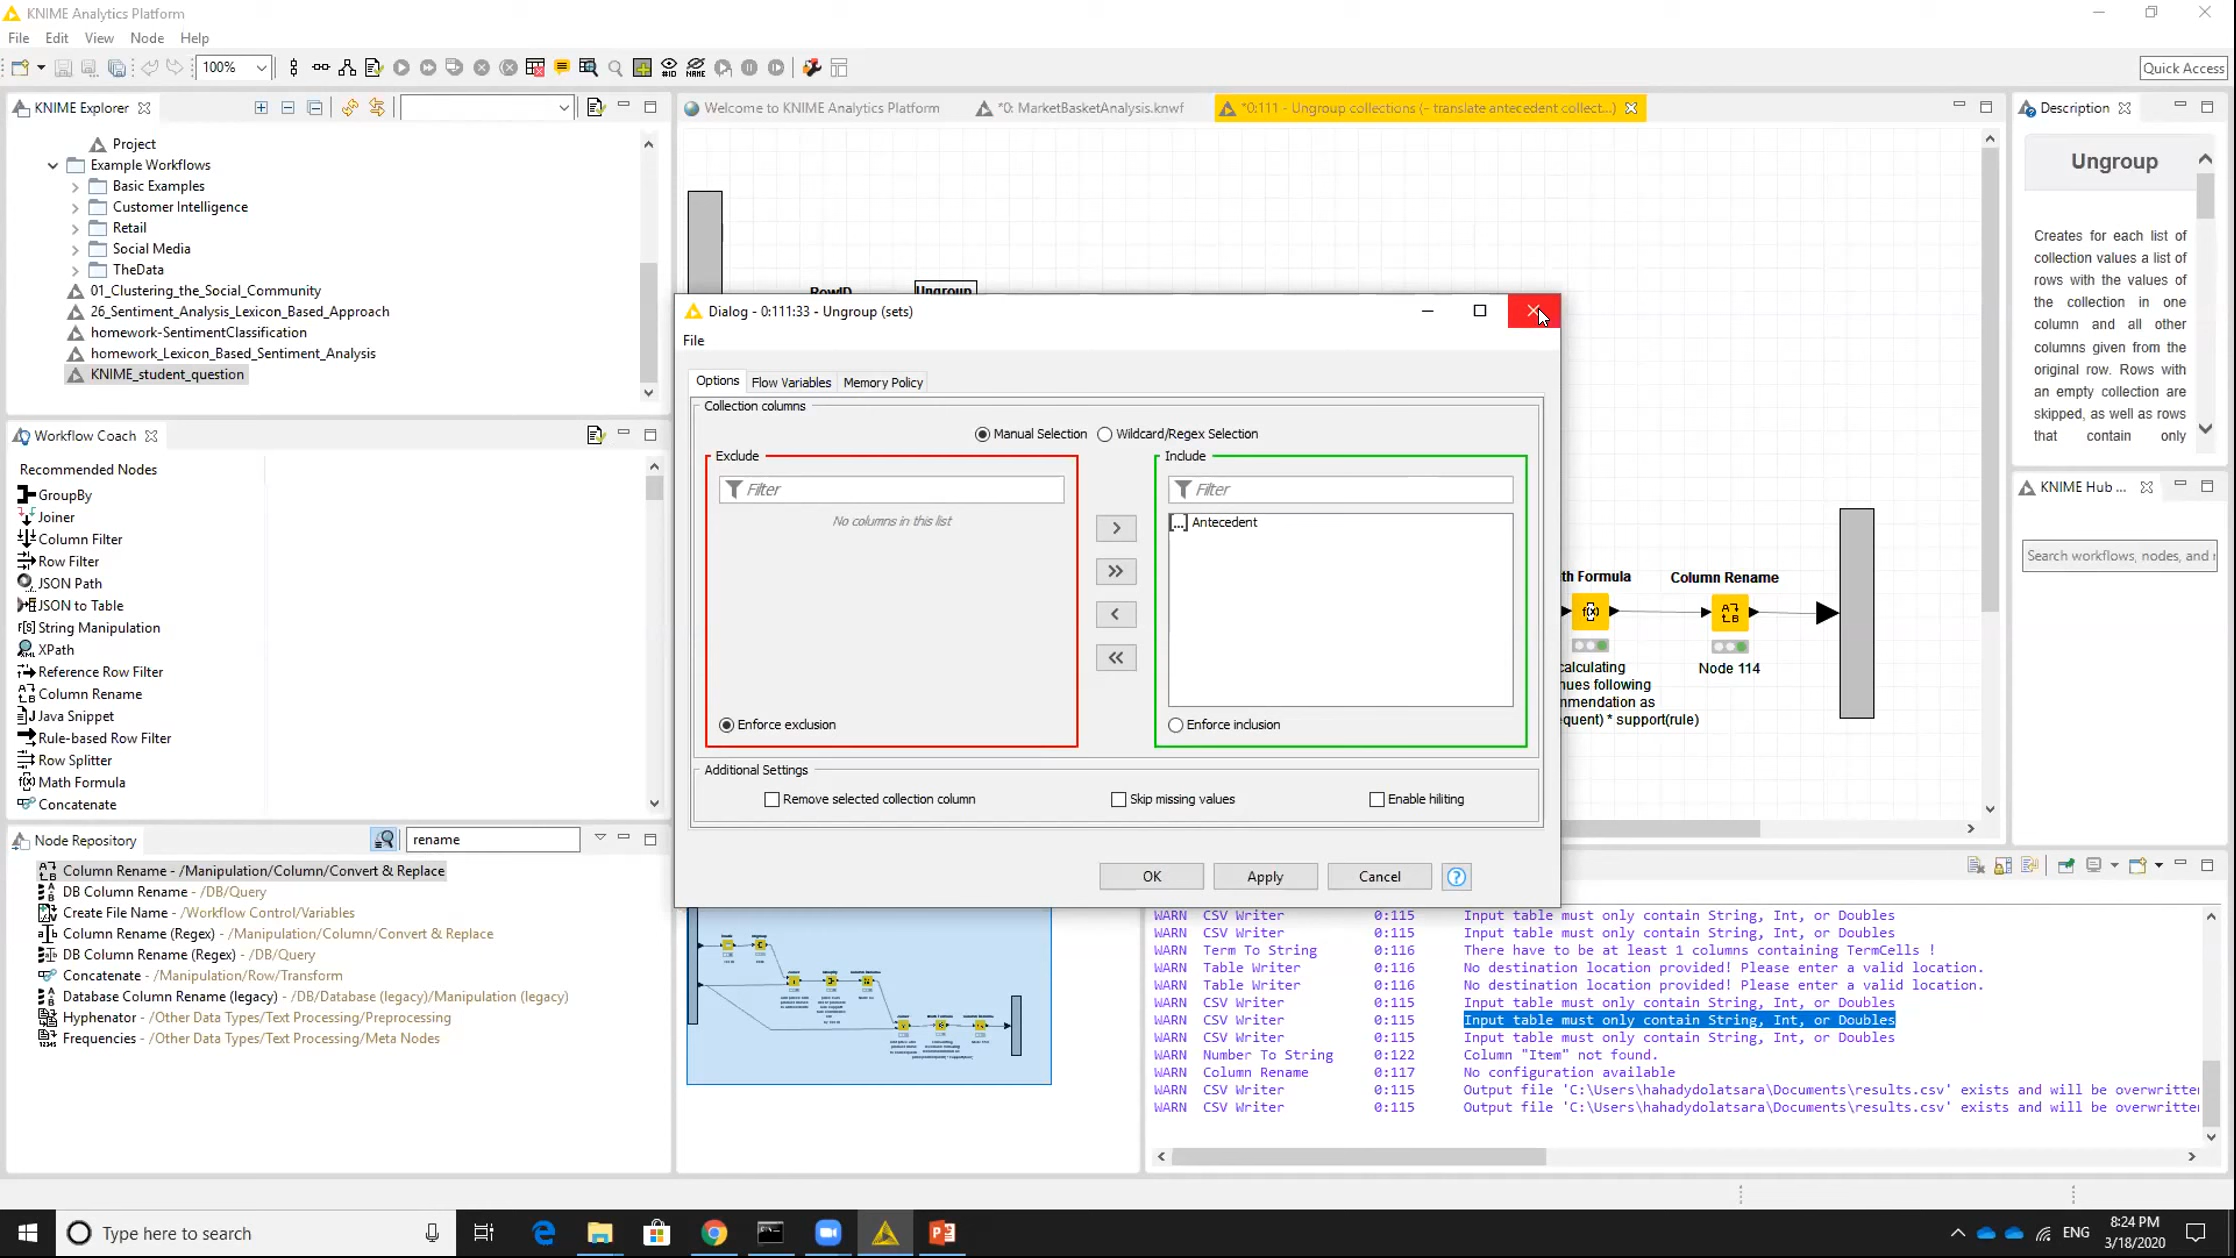 KNIME Analytics Platform
File Edit View Node Help
100%
Quick Access
KNIME Explorer
Project
Example Workflows
Basic Examples
Customer Intelligence
Retail
Social Media
TheData
01_Clustering_the_Social_Community
26_Sentiment_Analysis_Lexicon_Based_Approach
homework-SentimentClassification
homework_Lexicon_Based_Sentiment_Analysis
KNIME_student_question
Workflow Coach
Recommended Nodes
GroupBy
Joiner
Column Filter
Row Filter
JSON Path
JSON to Table
String Manipulation
XPath
Reference Row Filter
Column Rename
Java Snippet
Rule-based Row Filter
Row Splitter
Math Formula
Concatenate
Node Repository
rename
Column Rename - /Manipulation/Column/Convert & Replace
DB Column Rename - /DB/Query
Create File Name - /Workflow Control/Variables
Column Rename (Regex) - /Manipulation/Column/Convert & Replace
DB Column Rename (Regex) - /DB/Query
Concatenate - /Manipulation/Row/Transform
Database Column Rename (legacy) - /DB/Database (legacy)/Manipulation (legacy)
Hyphenator - /Other Data Types/Text Processing/Preprocessing
Frequencies - /Other Data Types/Text Processing/Meta Nodes
Welcome to KNIME Analytics Platform
*0: MarketBasketAnalysis.knwf
*0:111 - Ungroup collections (- translate antecedent collect...)
RowID
Ungroup
Dialog - 0:111:33 - Ungroup (sets)
File
Options Flow Variables Memory Policy
Collection columns
Manual Selection Wildcard/Regex Selection
Exclude
Filter
No columns in this list
Enforce exclusion
Include
Filter
[...] Antecedent
Enforce inclusion
Additional Settings
Remove selected collection column Skip missing values Enable hiliting
OK Apply Cancel
th Formula
f(x)
calculating
nues following
mmendation as
equent) * support(rule)
Column Rename
Node 114
Description
Ungroup
Creates for each list of
collection values a list of
rows with the values of
the collection in one
column and all other
columns given from the
original row. Rows with
an empty collection are
skipped, as well as rows
that contain only
KNIME Hub ...
Search workflows, nodes, and r
WARN CSV Writer 0:115 Input table must only contain String, Int, or Doubles
WARN CSV Writer 0:115 Input table must only contain String, Int, or Doubles
WARN Term To String 0:116 There have to be at least 1 columns containing TermCells !
WARN Table Writer 0:116 No destination location provided! Please enter a valid location.
WARN Table Writer 0:116 No destination location provided! Please enter a valid location.
WARN CSV Writer 0:115 Input table must only contain String, Int, or Doubles
WARN CSV Writer 0:115 Input table must only contain String, Int, or Doubles
WARN CSV Writer 0:115 Input table must only contain String, Int, or Doubles
WARN Number To String 0:122 Column "Item" not found.
WARN Column Rename 0:117 No configuration available
WARN CSV Writer 0:115 Output file 'C:\Users\hahadydolatsara\Documents\results.csv' exists and will be overwritte
WARN CSV Writer 0:115 Output file 'C:\Users\hahadydolatsara\Documents\results.csv' exists and will be overwritte
Type here to search
ENG
8:24 PM
3/18/2020